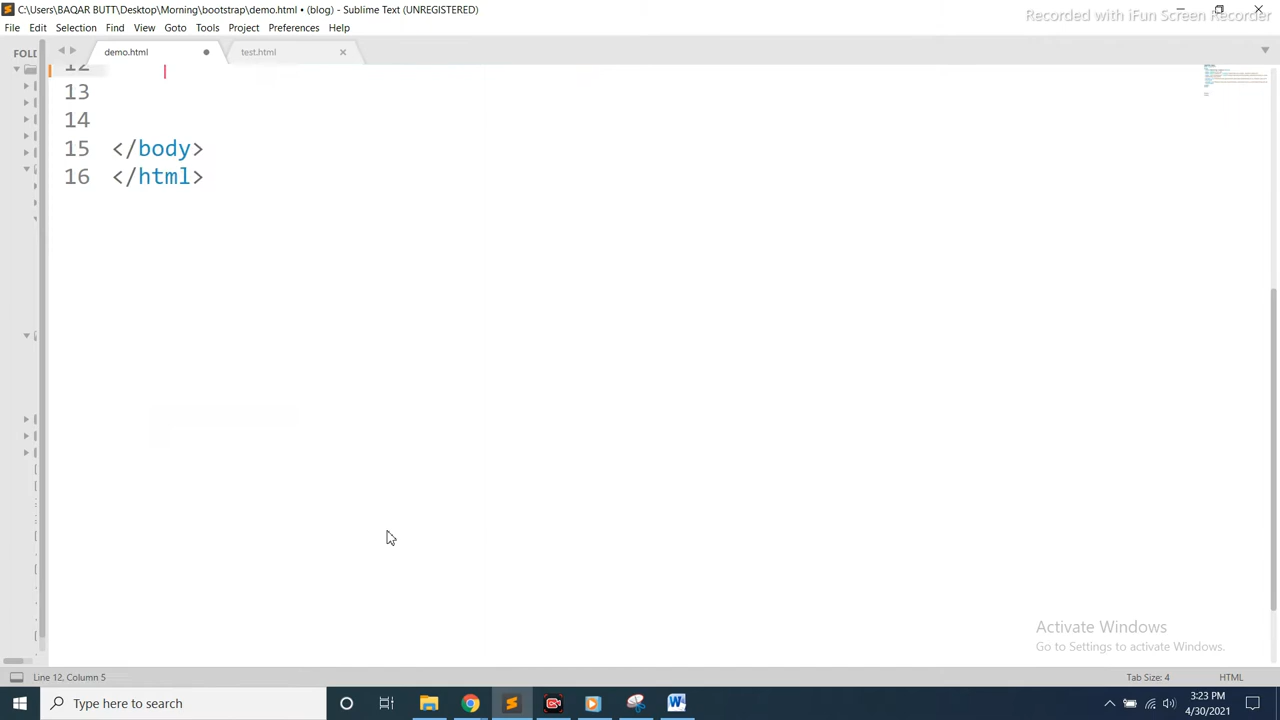 C:\Users\BAQAR BUTT\Desktop\Morning\bootstrap\demo.html • (blog) - Sublime Text (UNREGISTERED)
Recorded with iFun Screen Recorder
File Edit Selection Find View Goto Tools Project Preferences Help
FOLD
demo.html
test.html
12
13
14
15 </body>
16 </html>
Activate Windows
Go to Settings to activate Windows.
Line 12, Column 5
Tab Size: 4
HTML
Type here to search
3:23 PM
4/30/2021